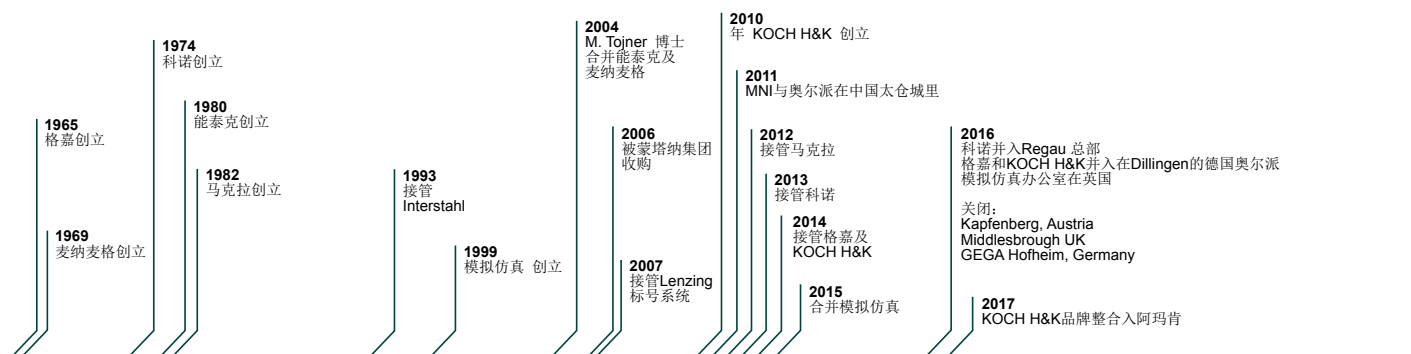 1965
格嘉创立
1969
麦纳麦格创立
1974
科诺创立
1980
能泰克创立
1982
马克拉创立
1993
接管
Interstahl
1999
模拟仿真 创立
2004
M. Tojner 博士
合并能泰克及
麦纳麦格
2006
被蒙塔纳集团
收购
2007
接管Lenzing
标号系统
2010
年 KOCH H&K 创立
2011
MNI与奥尔派在中国太仓城里
2012
接管马克拉
2013
接管科诺
2014
接管格嘉及
KOCH H&K
2015
合并模拟仿真
2016
科诺并入Regau 总部
格嘉和KOCH H&K并入在Dillingen的德国奥尔派
模拟仿真办公室在英国
关闭：
Kapfenberg, Austria
Middlesbrough UK
GEGA Hofheim, Germany
2017
KOCH H&K品牌整合入阿玛肯